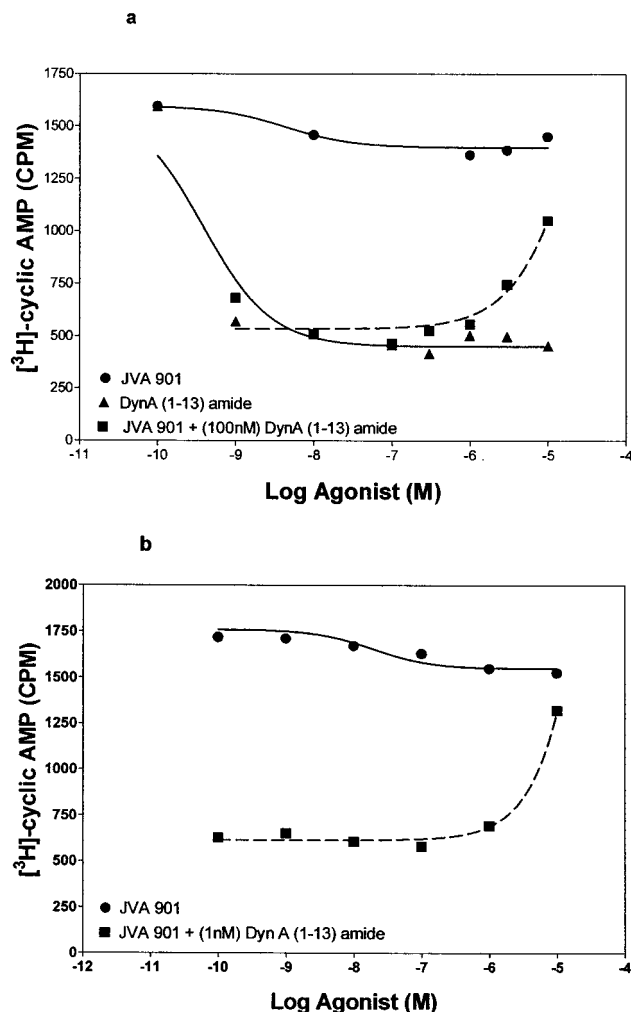 a
1750
1500
1250
1000
750
500
250
0
[³H]-cyclic AMP (CPM)
● JVA 901
▲ DynA (1-13) amide
■ JVA 901 + (100nM) DynA (1-13) amide
-11 -10 -9 -8 -7 -6 -5 -4
Log Agonist (M)
b
2000
1750
1500
1250
1000
750
500
250
0
[³H]-cyclic AMP (CPM)
● JVA 901
■ JVA 901 + (1nM) Dyn A (1-13) amide
-12 -11 -10 -9 -8 -7 -6 -5 -4
Log Agonist (M)